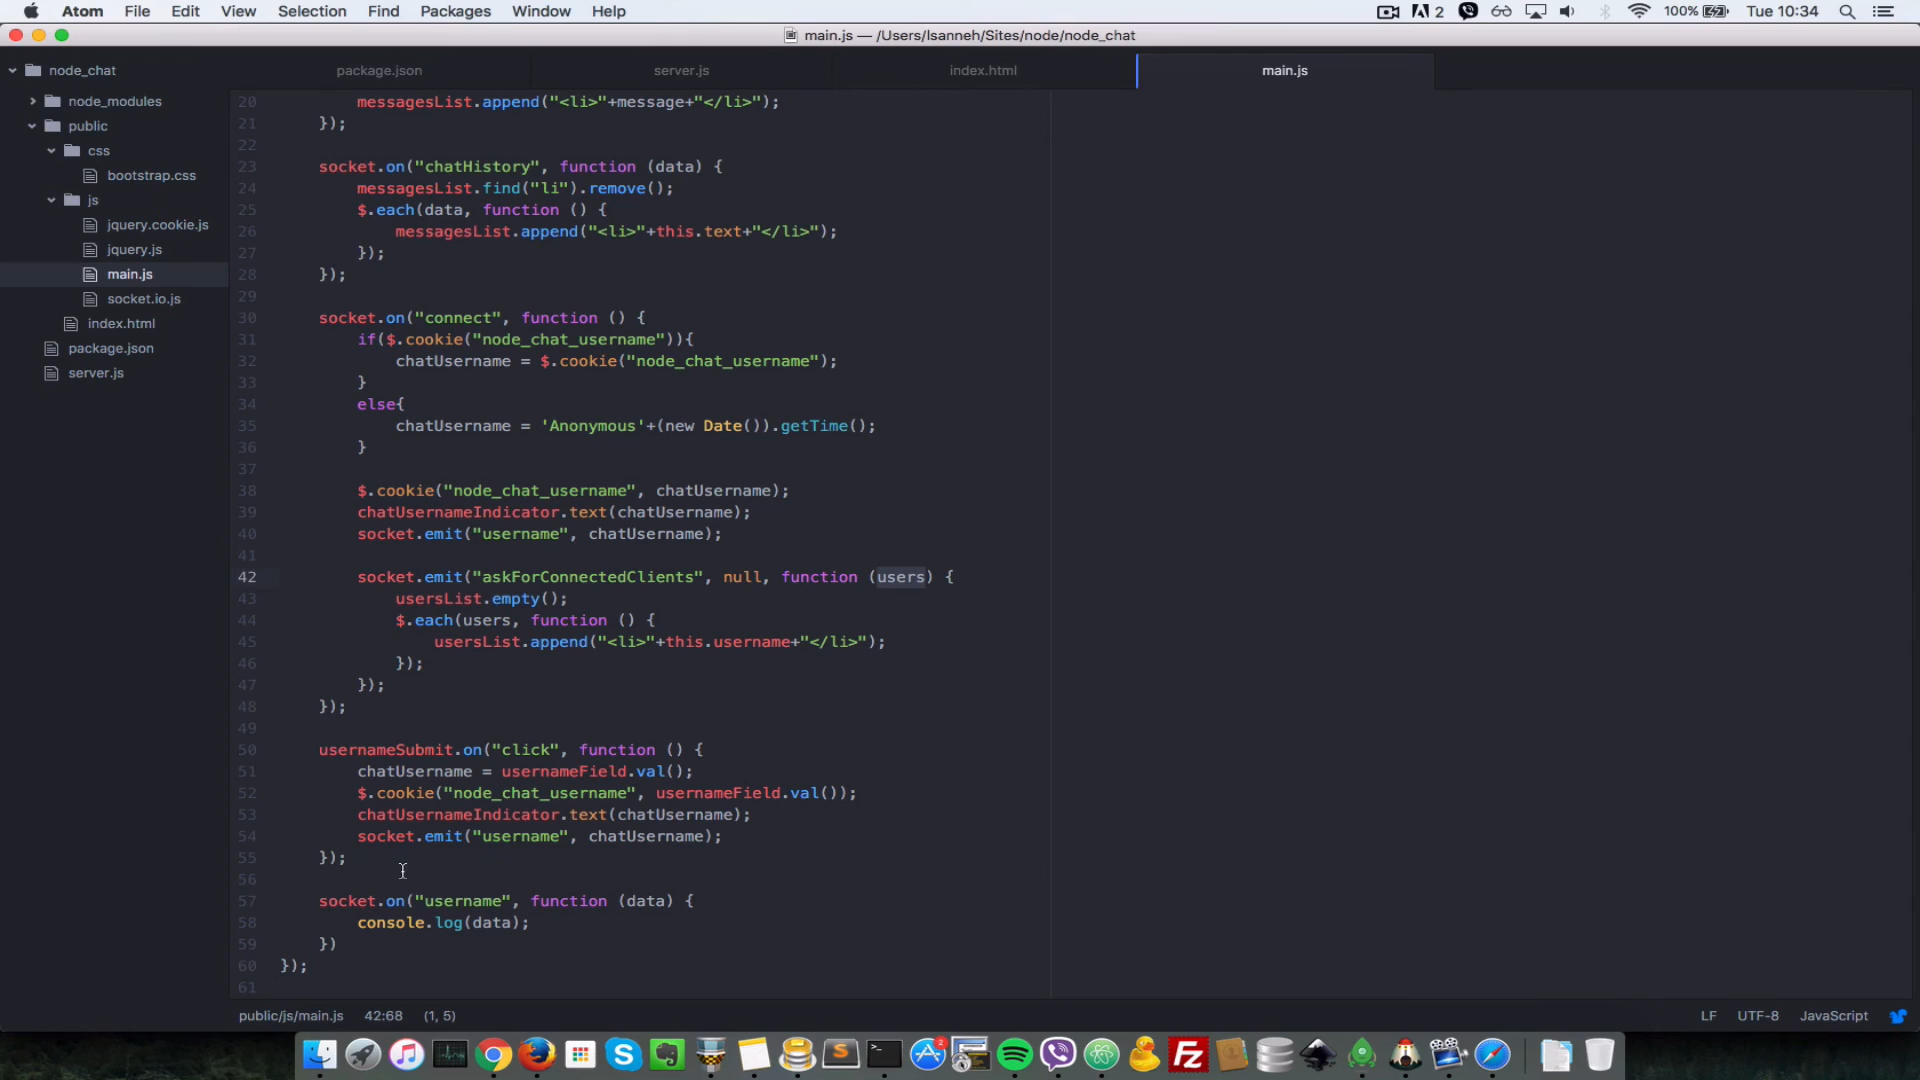 Atom File Edit View Selection Find Packages Window Help
2 100% Tue 10:34
main.js — /Users/lsanneh/Sites/node/node_chat
node_chat
node_modules
public
css
bootstrap.css
js
jquery.cookie.js
jquery.js
main.js
socket.io.js
index.html
package.json
server.js
package.json server.js index.html main.js
20 messagesList.append("<li>"+message+"</li>");
21 });
22
23 socket.on("chatHistory", function (data) {
24 messagesList.find("li").remove();
25 $.each(data, function () {
26 messagesList.append("<li>"+this.text+"</li>");
27 });
28 });
29
30 socket.on("connect", function () {
31 if($.cookie("node_chat_username")){
32 chatUsername = $.cookie("node_chat_username");
33 }
34 else{
35 chatUsername = 'Anonymous'+(new Date()).getTime();
36 }
37
38 $.cookie("node_chat_username", chatUsername);
39 chatUsernameIndicator.text(chatUsername);
40 socket.emit("username", chatUsername);
41
42 socket.emit("askForConnectedClients", null, function (users) {
43 usersList.empty();
44 $.each(users, function () {
45 usersList.append("<li>"+this.username+"</li>");
46 });
47 });
48 });
49
50 usernameSubmit.on("click", function () {
51 chatUsername = usernameField.val();
52 $.cookie("node_chat_username", usernameField.val());
53 chatUsernameIndicator.text(chatUsername);
54 socket.emit("username", chatUsername);
55 });
56
57 socket.on("username", function (data) {
58 console.log(data);
59 })
60 });
61
public/js/main.js 42:68 (1, 5) LF UTF-8 JavaScript